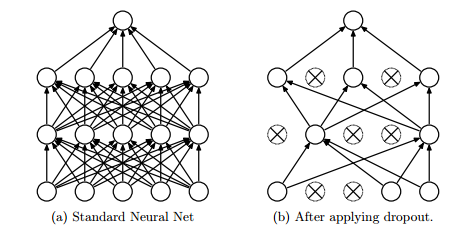 (a) Standard Neural Net
(b) After applying dropout.